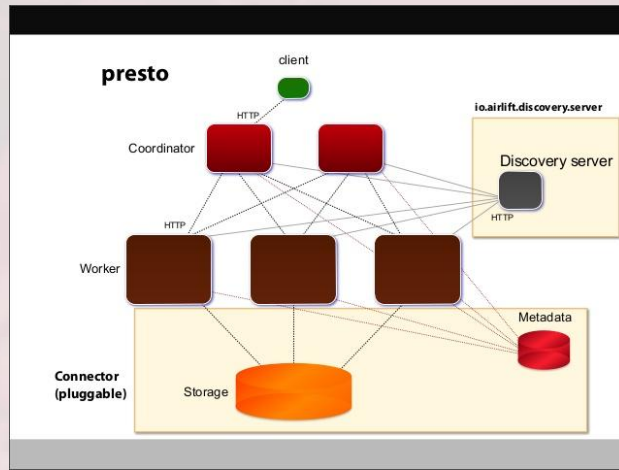 client
presto
HTTP
io.airlift.discovery.server
Coordinator
Discovery server
HTTP
HTTP
Worker
Metadata
Connector
(pluggable)
Storage